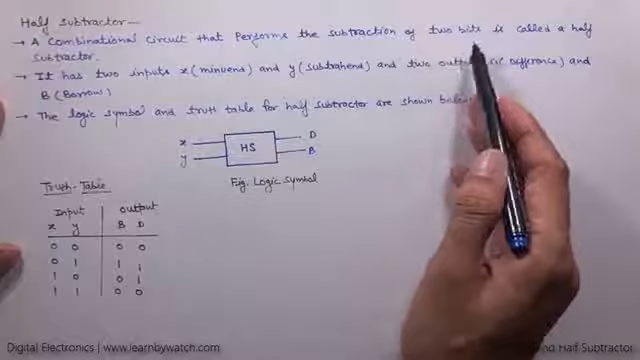 Half Subtractor—
→ A combinational circuit that performs the subtraction of two bits is called a half
subtractor.
→ It has two inputs x (minuend) and y (subtrahend) and two Difference) and
B (Borrow)
→ The logic symbol and truth table for half subtractor are shown
x HS D
y B
Fig. Logic Symbol
Truth-Table
Input Output
x y B D
0 0 0 0
0 1 1 1
1 0 0 1
1 1 0 0
Digital Electronics | www.learnbywatch.com Half Subtractor